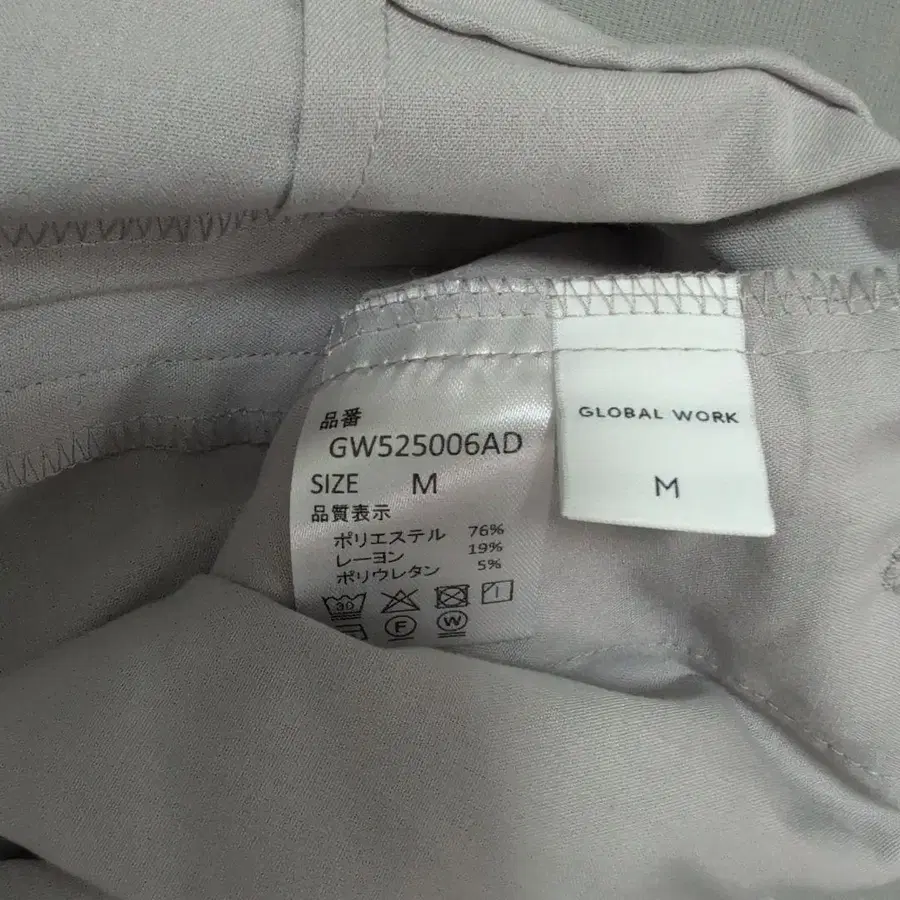 品番
GW525006AD
SIZE M
品質表示
ポリエステル 76%
レーヨン 19%
ポリウレタン 5%
30
F W
GLOBAL WORK
M